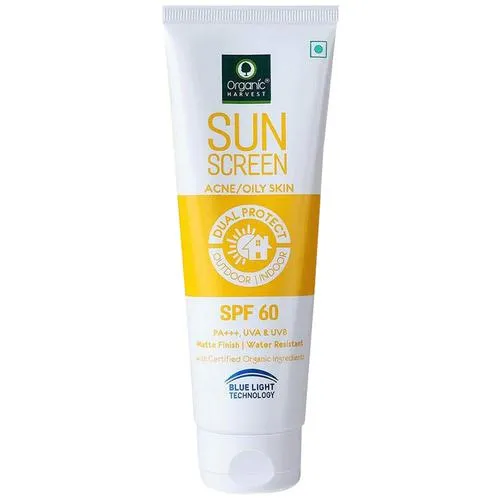 Organic®
HARVEST
SUN
SCREEN
ACNE/OILY SKIN
DUAL PROTECT
OUTDOOR | INDOOR
SPF 60
PA+++, UVA & UVB
Matte Finish | Water Resistant
with Certified Organic Ingredients
BLUE LIGHT
TECHNOLOGY